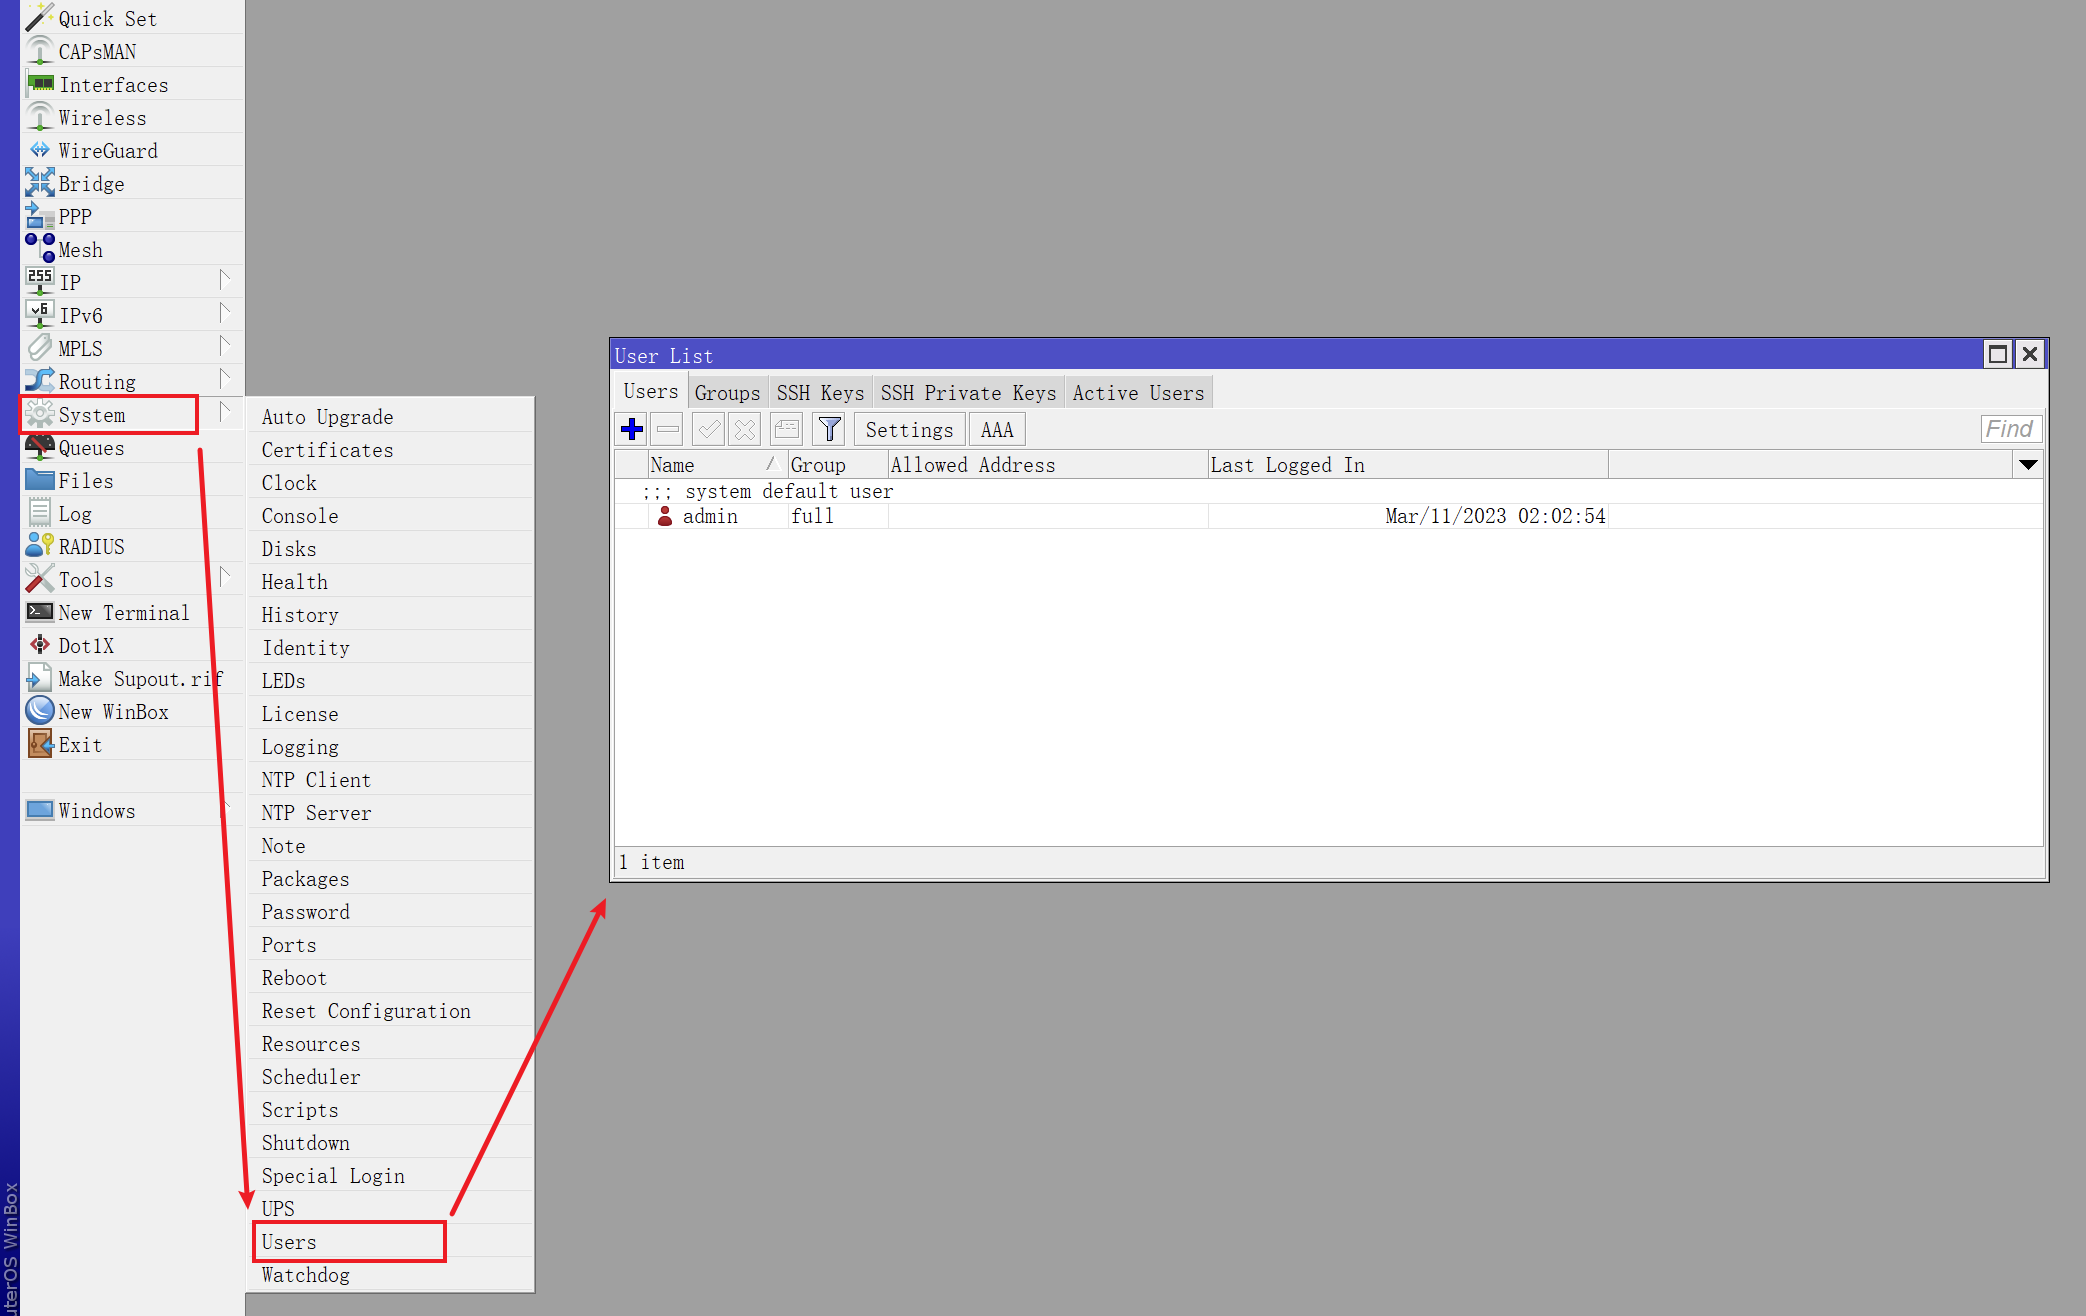 Quick Set
CAPsMAN
Interfaces
Wireless
WireGuard
Bridge
PPP
Mesh
255 IP
v6 IPv6
MPLS
Routing
System
Queues
Files
Log
RADIUS
Tools
New Terminal
Dot1X
Make Supout.rif
New WinBox
Exit
Windows
uterOS WinBox
Auto Upgrade
Certificates
Clock
Console
Disks
Health
History
Identity
LEDs
License
Logging
NTP Client
NTP Server
Note
Packages
Password
Ports
Reboot
Reset Configuration
Resources
Scheduler
Scripts
Shutdown
Special Login
UPS
Users
Watchdog
User List
Users Groups SSH Keys SSH Private Keys Active Users
Settings AAA Find
Name Group Allowed Address Last Logged In
;;; system default user
admin full Mar/11/2023 02:02:54
1 item